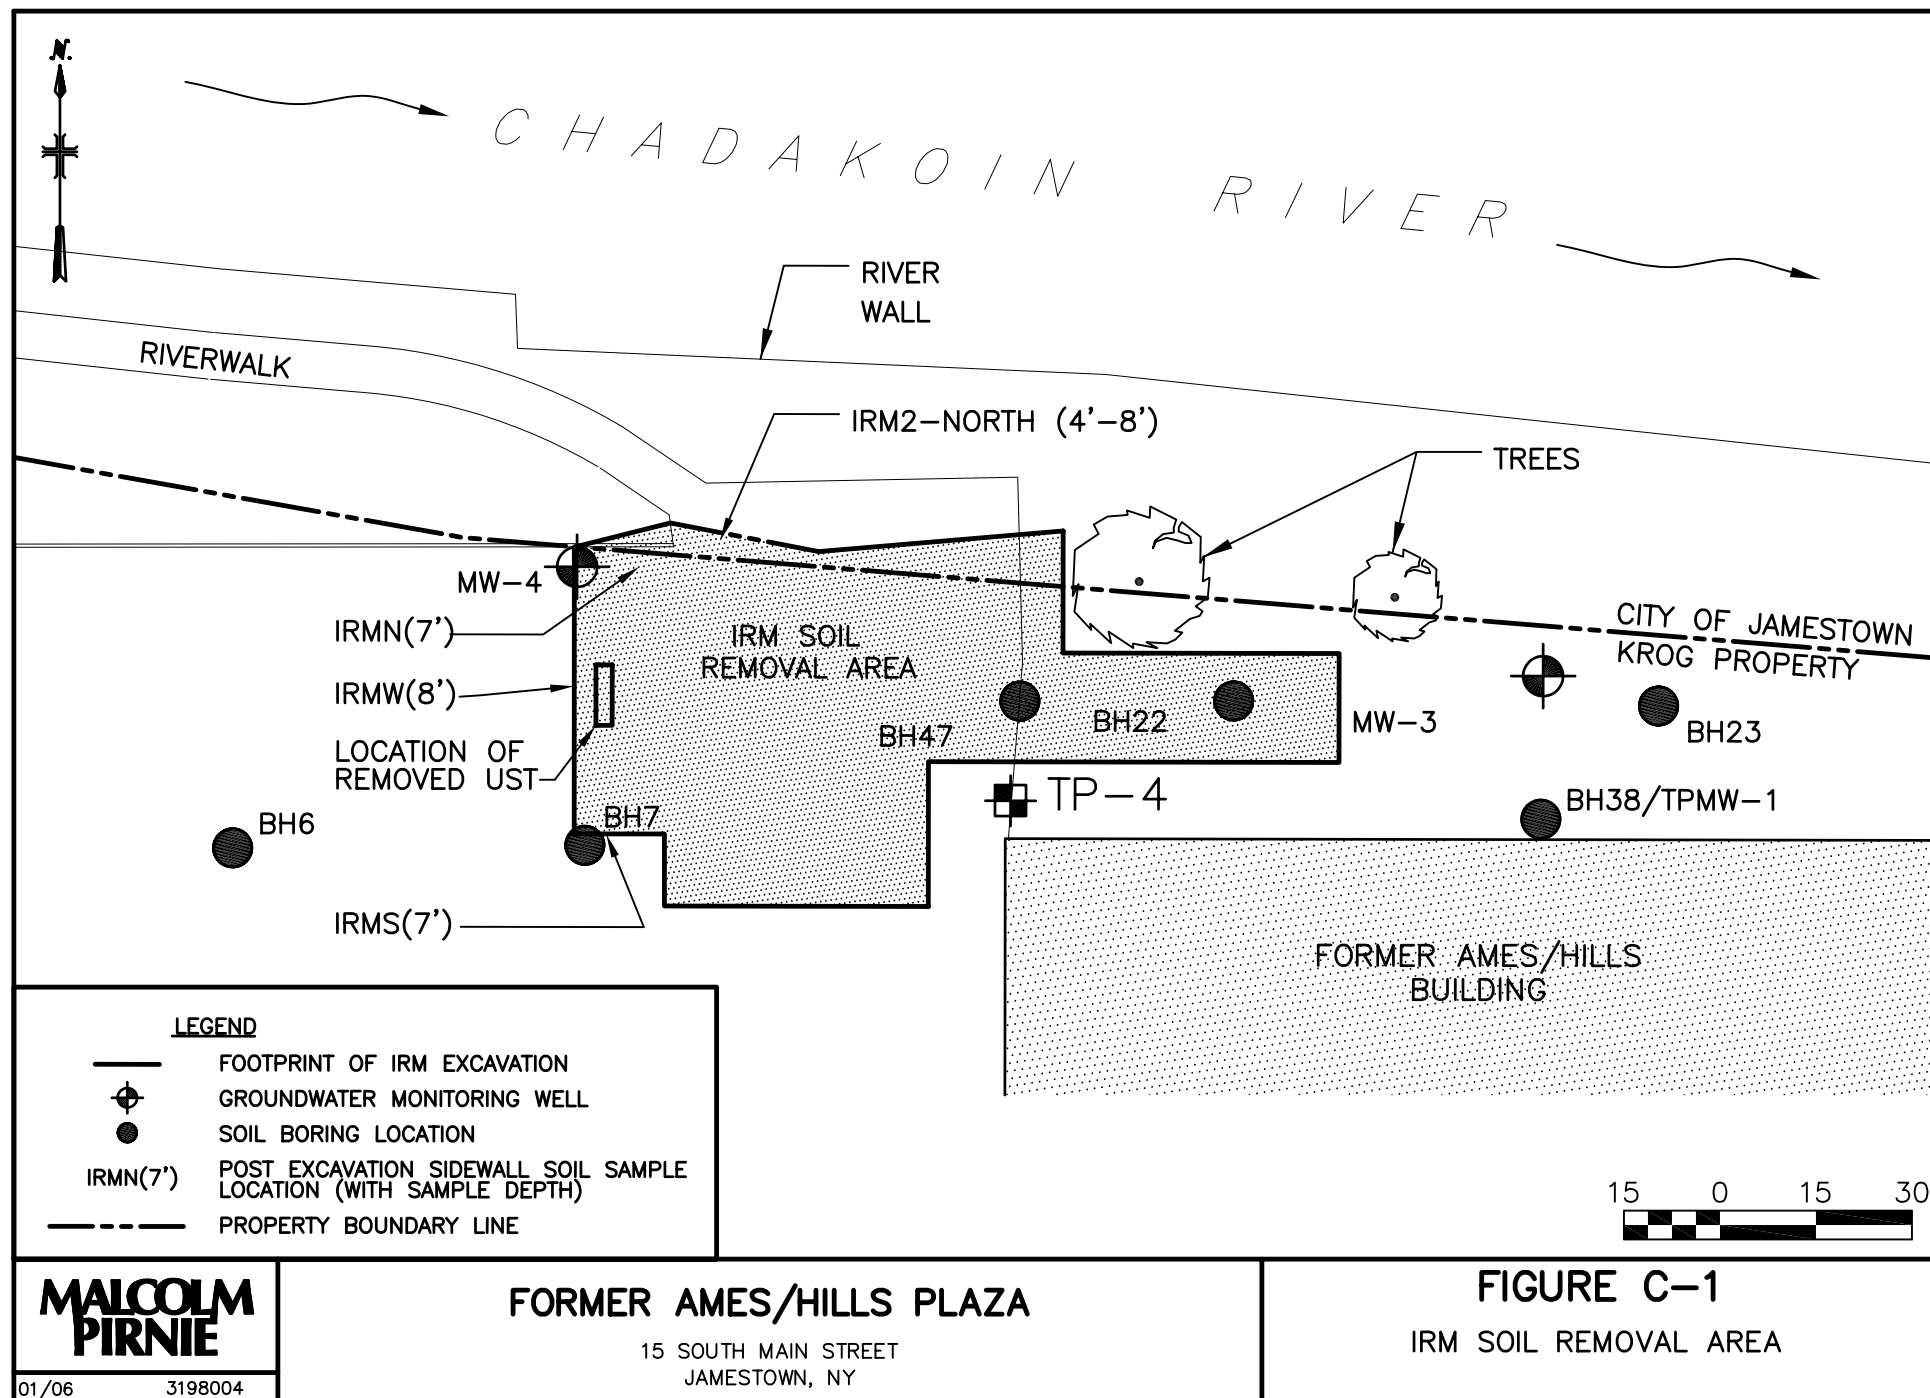 N.
CHADAKOIN RIVER
RIVER
WALL
RIVERWALK
IRM2-NORTH (4'-8')
TREES
MW-4
IRMN(7')
IRM SOIL
REMOVAL AREA
CITY OF JAMESTOWN
KROG PROPERTY
IRMW(8')
BH47
BH22
MW-3
BH23
LOCATION OF
REMOVED UST
TP-4
BH38/TPMW-1
BH6
BH7
IRMS(7')
FORMER AMES/HILLS
BUILDING
LEGEND
FOOTPRINT OF IRM EXCAVATION
GROUNDWATER MONITORING WELL
SOIL BORING LOCATION
IRMN(7') POST EXCAVATION SIDEWALL SOIL SAMPLE
LOCATION (WITH SAMPLE DEPTH)
PROPERTY BOUNDARY LINE
15 0 15 30
MALCOLM
PIRNIE
01/06 3198004
FORMER AMES/HILLS PLAZA
15 SOUTH MAIN STREET
JAMESTOWN, NY
FIGURE C-1
IRM SOIL REMOVAL AREA